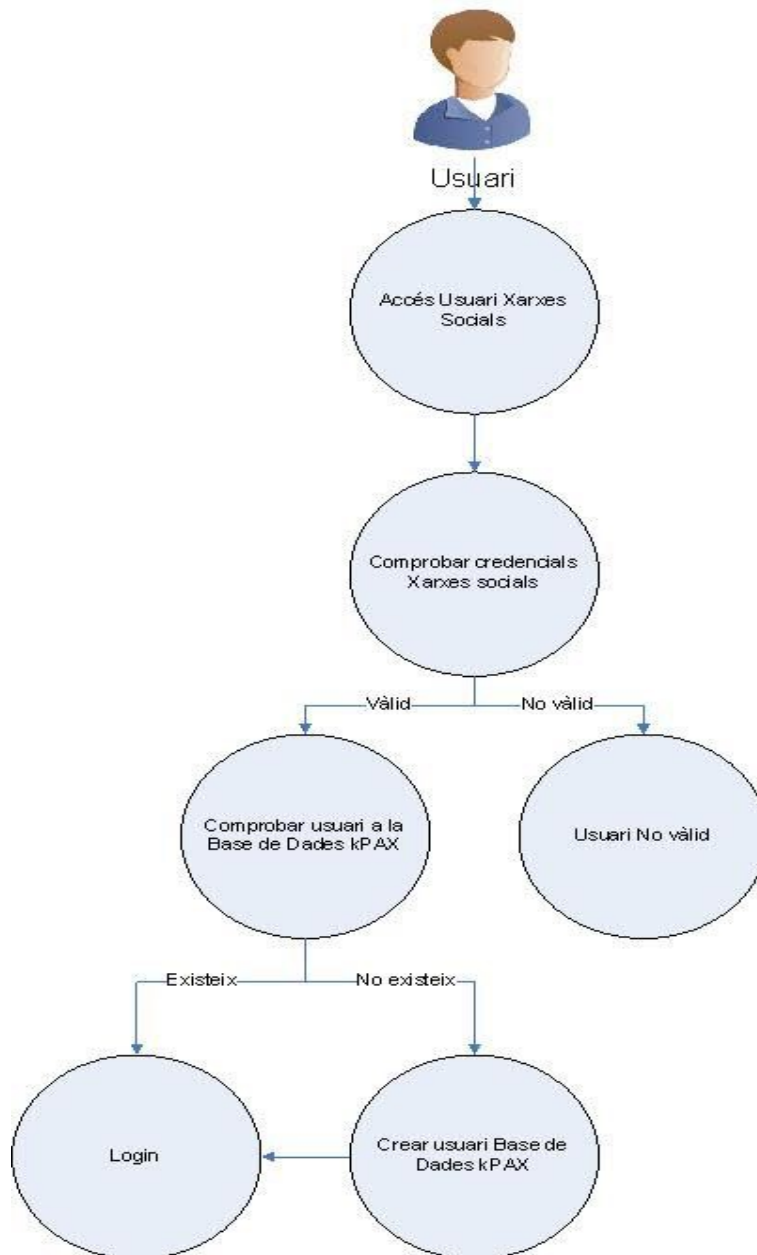 Usuari
Accés Usuari Xarxes
Socials
Comprobar credencials
Xarxes socials
Vàlid
No vàlid
Comprobar usuari a la
Base de Dades kPAX
Usuari No vàlid
Existeix
No existeix
Login
Crear usuari Base de
Dades kPAX